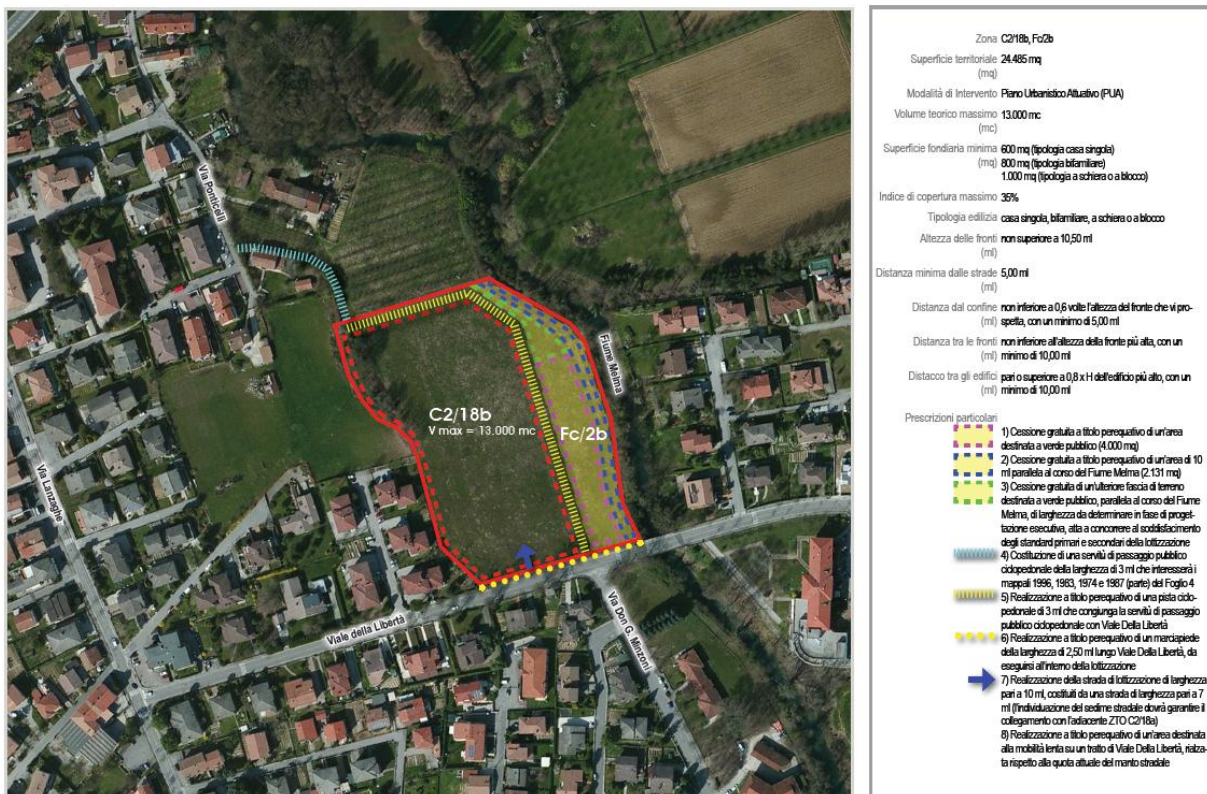 Via Ponticelli
Via Lanzaghe
Fiume Melma
C2/18b
V max = 13.000 mc
Fc/2b
Viale della Libertà
Via Don G. Minzoni
Zona C2/18b, Fc/2b
Superficie territoriale 24.485 mq
(mq)
Modalità di Intervento Piano Urbanistico Attuativo (PUA)
Volume teorico massimo 13.000 mc
(mc)
Superficie fondiaria minima 600 mq (tipologia casa singola)
(mq) 800 mq (tipologia bifamiliare)
1.000 mq (tipologia a schiera o a blocco)
Indice di copertura massimo 35%
Tipologia edilizia casa singola, bifamiliare, a schiera o a blocco
Altezza delle fronti non superiore a 10,50 ml
(ml)
Distanza minima dalle strade 5,00 ml
(ml)
Distanza dal confine non inferiore a 0,6 volte l'altezza del fronte che vi pro-
(ml) spetta, con un minimo di 5,00 ml
Distanza tra le fronti non inferiore all'altezza della fronte più alta, con un
(ml) minimo di 10,00 ml
Distacco tra gli edifici pari o superiore a 0,8 x H dell'edificio più alto, con un
(ml) minimo di 10,00 ml
Prescrizioni particolari
1) Cessione gratuita a titolo perequativo di un'area
destinata a verde pubblico (4.000 mq)
2) Cessione gratuita a titolo perequativo di un'area di 10
ml parallela al corso del Fiume Melma (2.131 mq)
3) Cessione gratuita di un'ulteriore fascia di terreno
destinata a verde pubblico, parallela al corso del Fiume
Melma, di larghezza da determinare in fase di proget-
tazione esecutiva, atta a concorrere al soddisfacimento
degli standard primari e secondari della lottizzazione
4) Costituzione di una servitù di passaggio pubblico
ciclopedonale della larghezza di 3 ml che interesserà i
mappali 1996, 1983, 1974 e 1987 (parte) del Foglio 4
5) Realizzazione a titolo perequativo di una pista ciclo-
pedonale di 3 ml che congiunga la servitù di passaggio
pubblico ciclopedonale con Viale Della Libertà
6) Realizzazione a titolo perequativo di un marciapiede
della larghezza di 2,50 ml lungo Viale Della Libertà, da
eseguirsi all'interno della lottizzazione
7) Realizzazione della strada di lottizzazione di larghezza
pari a 10 ml, costituiti da una strada di larghezza pari a 7
ml (l'individuazione del sedime stradale dovrà garantire il
collegamento con l'adiacente ZTO C2/18a)
8) Realizzazione a titolo perequativo di un'area destinata
alla mobilità lenta su un tratto di Viale Della Libertà, rialza-
ta rispetto alla quota attuale del manto stradale